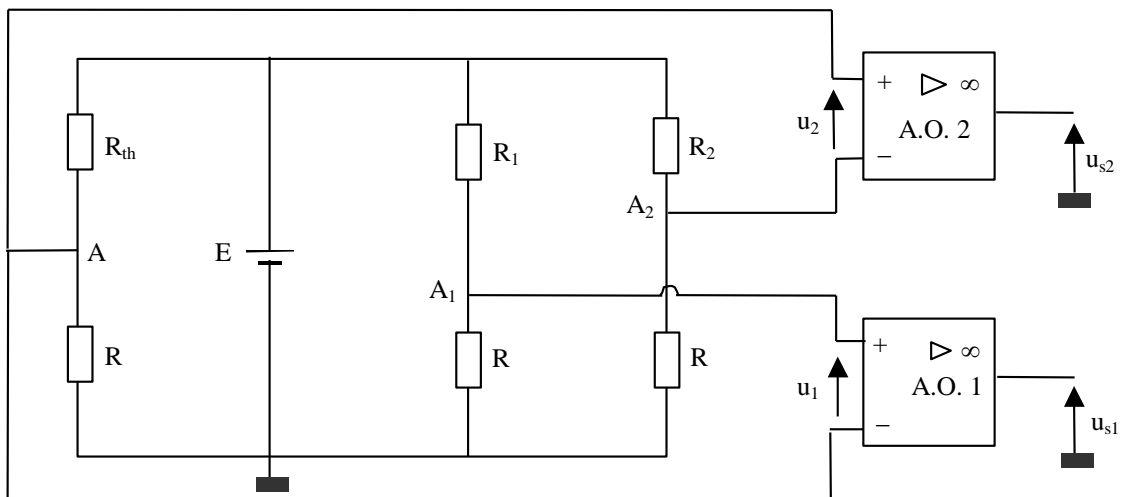 + ▷ ∞
A.O. 2
−
u2
us2
Rth
R1
R2
A2
A
E
A1
R
R
R
+ ▷ ∞
A.O. 1
−
u1
us1